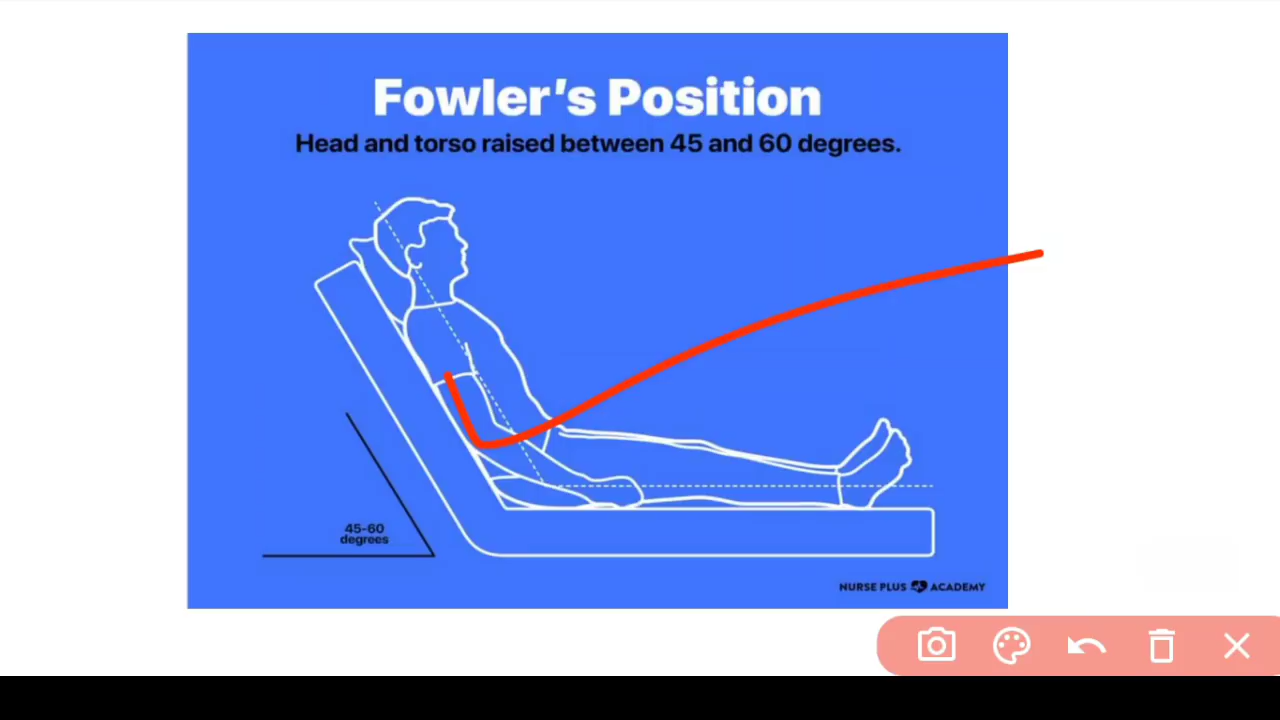 Fowler's Position
Head and torso raised between 45 and 60 degrees.
45-60
degrees
NURSE PLUS ACADEMY